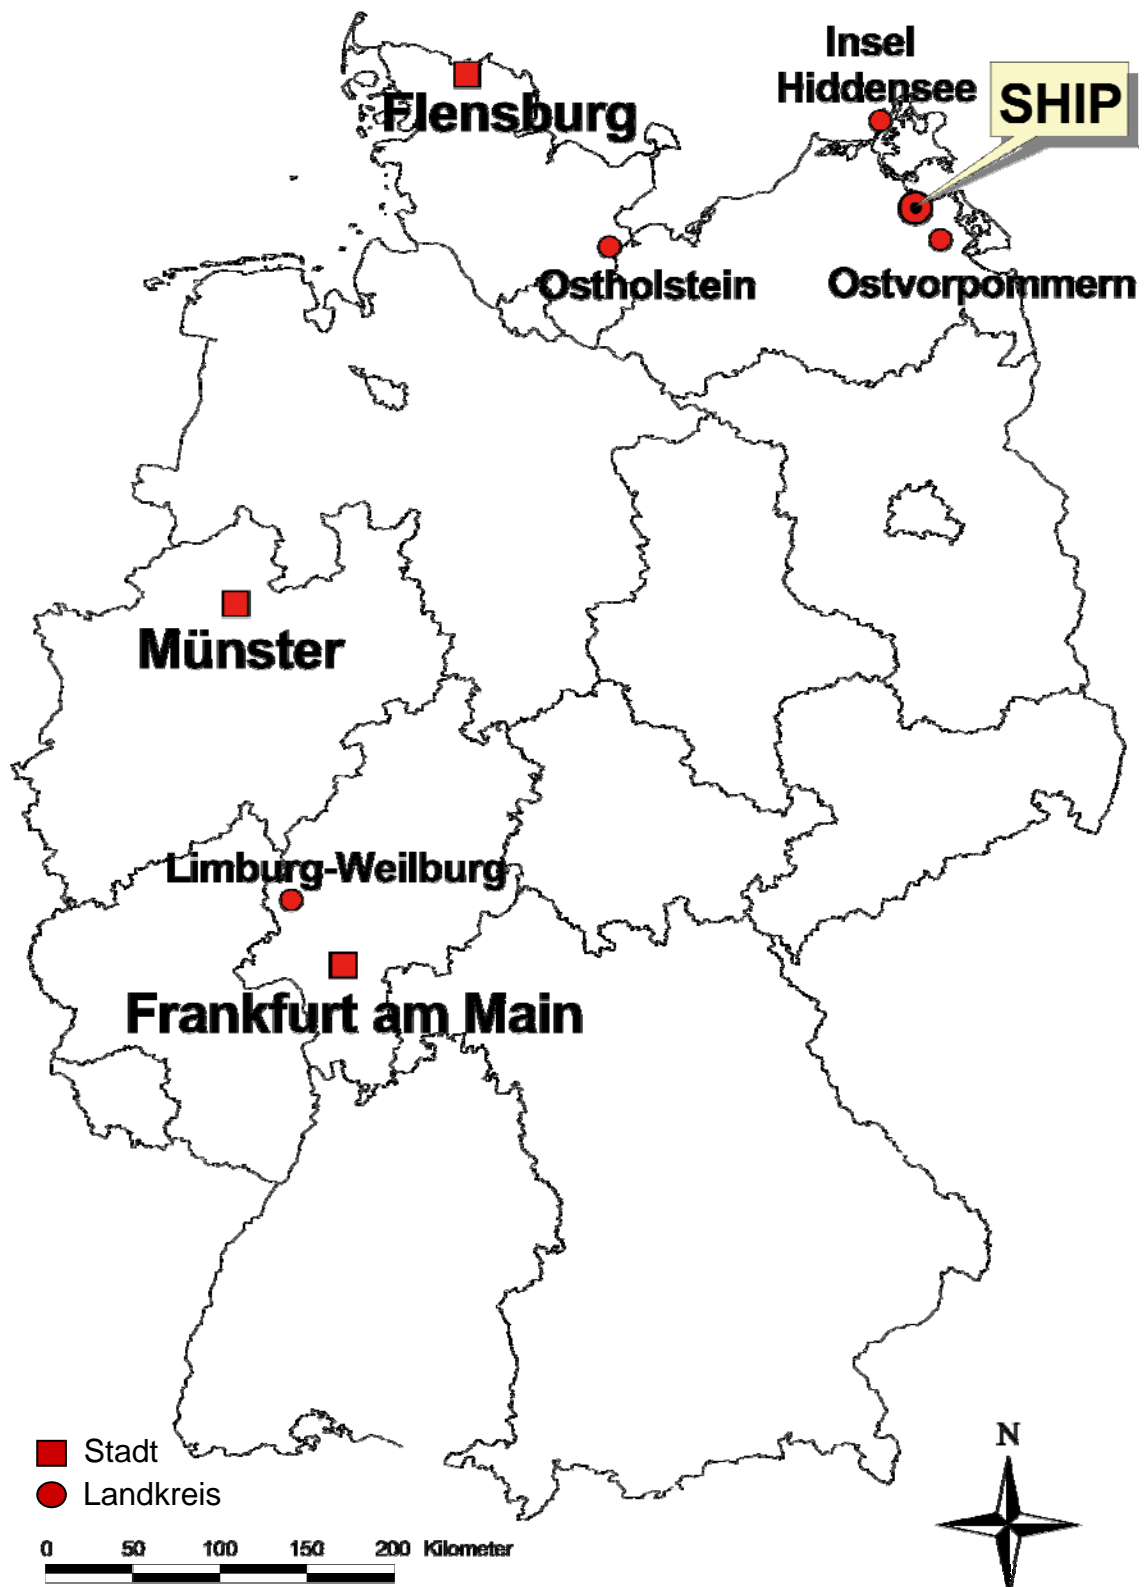 Insel
Hiddensee
SHIP
Flensburg
Ostholstein
Ostvorpommern
Münster
Limburg-Weilburg
Frankfurt am Main
Stadt
Landkreis
N
0 50 100 150 200 Kilometer